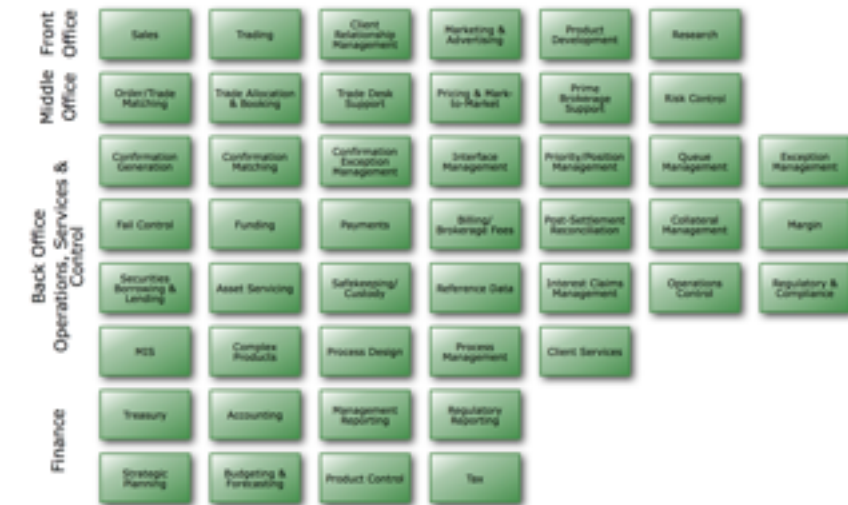 Front
Office
Sales
Trading
Client
Relationship
Management
Marketing &
Advertising
Product
Development
Research
Middle
Office
Order/Trade
Matching
Trade Allocation
& Booking
Trade Desk
Support
Pricing & Mark-
to-Market
Prime
Brokerage
Support
Risk Control
Back Office
Operations, Services &
Control
Confirmation
Generation
Confirmation
Matching
Confirmation
Exception
Management
Interface
Management
Priority/Position
Management
Queue
Management
Exception
Management
Fail Control
Funding
Payments
Billing/
Brokerage Fees
Post-Settlement
Reconciliation
Collateral
Management
Margin
Securities
Borrowing &
Lending
Asset Servicing
Safekeeping/
Custody
Reference Data
Interest Claims
Management
Operations
Control
Regulatory &
Compliance
MIS
Complex
Products
Process Design
Process
Management
Client Services
Finance
Treasury
Accounting
Management
Reporting
Regulatory
Reporting
Strategic
Planning
Budgeting &
Forecasting
Product Control
Tax